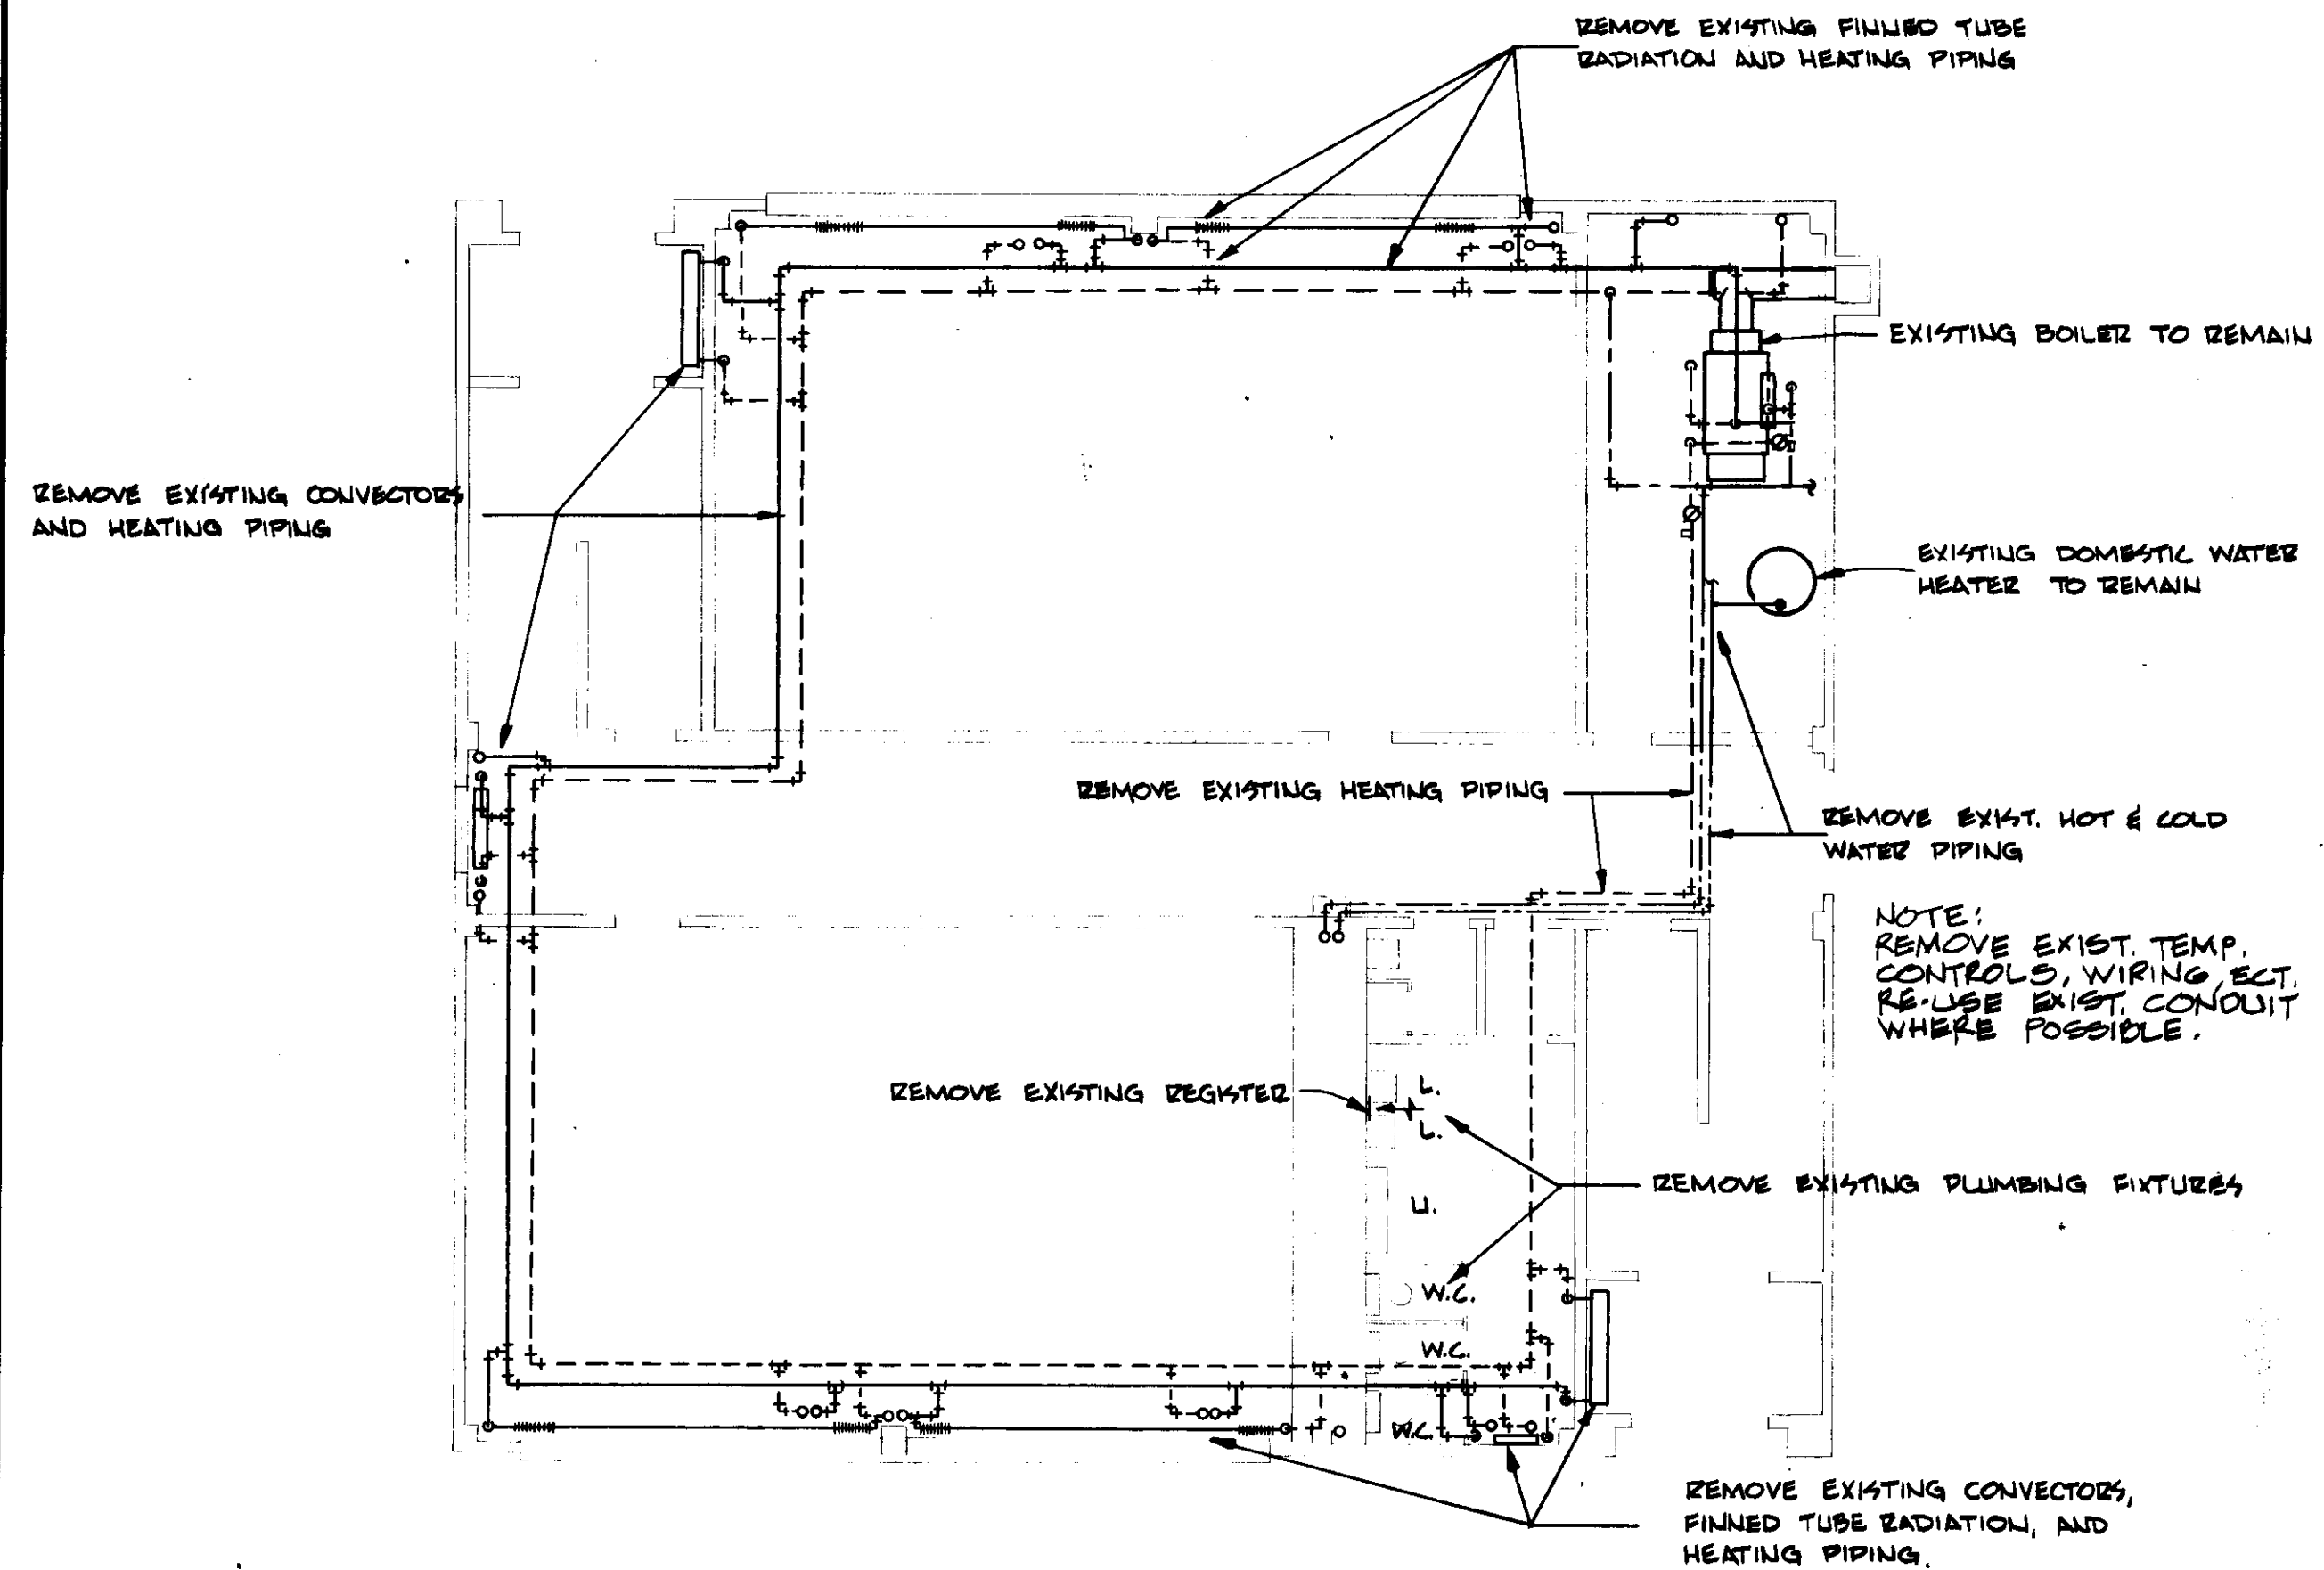 REMOVE EXISTING FINNED TUBE
RADIATION AND HEATING PIPING
EXISTING BOILER TO REMAIN
REMOVE EXISTING CONVECTORS
AND HEATING PIPING
EXISTING DOMESTIC WATER
HEATER TO REMAIN
REMOVE EXISTING HEATING PIPING
REMOVE EXIST. HOT & COLD
WATER PIPING
NOTE:
REMOVE EXIST. TEMP.
CONTROLS, WIRING, ECT.
RE-USE EXIST. CONDUIT
WHERE POSSIBLE.
REMOVE EXISTING REGISTER
L.
L.
REMOVE EXISTING PLUMBING FIXTURES
U.
W.C.
W.C.
W.C.
REMOVE EXISTING CONVECTORS,
FINNED TUBE RADIATION, AND
HEATING PIPING.